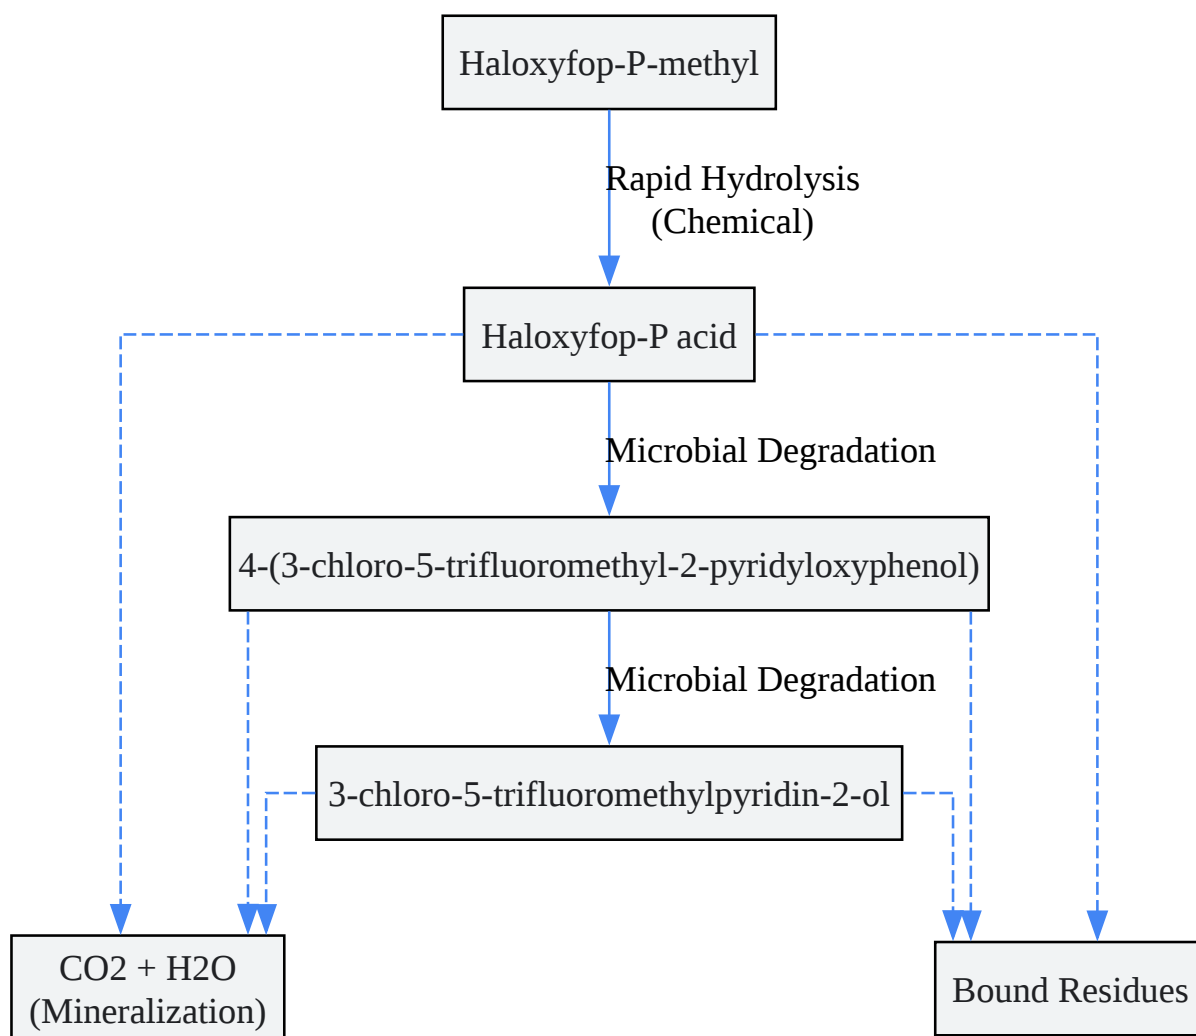 Haloxyfop-P-methyl
Rapid Hydrolysis
(Chemical)
Haloxyfop-P acid
Microbial Degradation
4-(3-chloro-5-trifluoromethyl-2-pyridyloxyphenol)
Microbial Degradation
3-chloro-5-trifluoromethylpyridin-2-ol
CO2 + H2O
(Mineralization)
Bound Residues